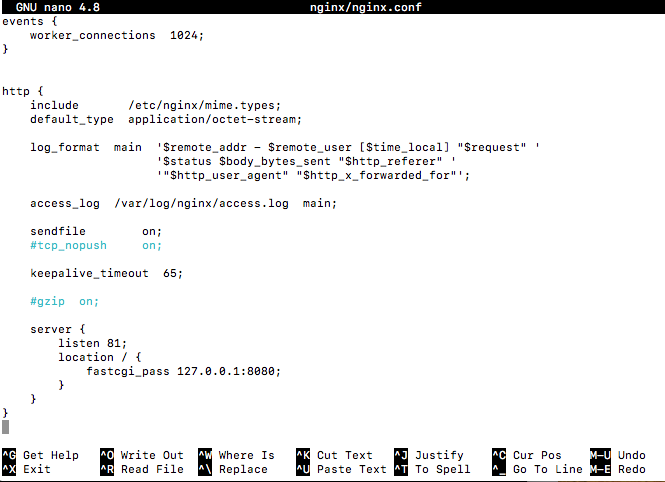 GNU nano 4.8 nginx/nginx.conf
events {
    worker_connections  1024;
}
http {
    include       /etc/nginx/mime.types;
    default_type  application/octet-stream;
    log_format  main  '$remote_addr - $remote_user [$time_local] "$request" '
                      '$status $body_bytes_sent "$http_referer" '
                      '"$http_user_agent" "$http_x_forwarded_for"';
    access_log  /var/log/nginx/access.log  main;
    sendfile        on;
    #tcp_nopush     on;
    keepalive_timeout  65;
    #gzip  on;
    server {
        listen 81;
        location / {
            fastcgi_pass 127.0.0.1:8080;
        }
    }
}
^G Get Help   ^O Write Out  ^W Where Is   ^K Cut Text   ^J Justify    ^C Cur Pos    M-U Undo
^X Exit       ^R Read File  ^\ Replace    ^U Paste Text ^T To Spell   ^_ Go To Line M-E Redo